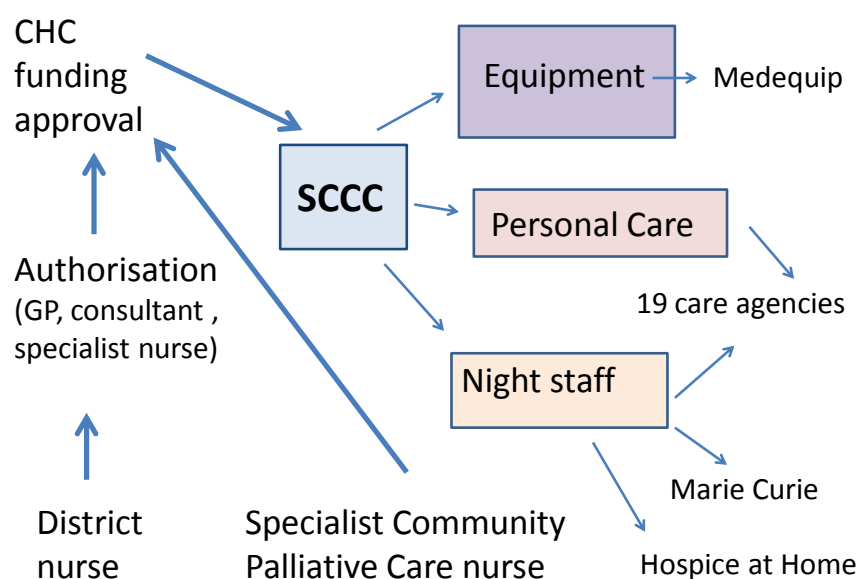 CHC
funding
approval
Equipment
Medequip
SCCC
Personal Care
Authorisation
(GP, consultant ,
specialist nurse)
19 care agencies
Night staff
Marie Curie
District
nurse
Specialist Community
Palliative Care nurse
Hospice at Home